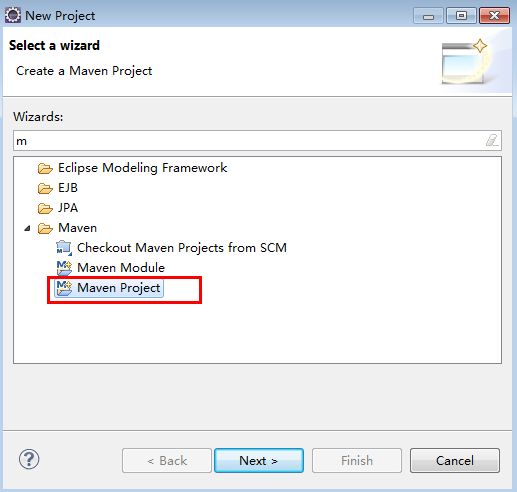 New Project
Select a wizard
Create a Maven Project
Wizards:
m
Eclipse Modeling Framework
EJB
JPA
Maven
Checkout Maven Projects from SCM
Maven Module
Maven Project
?
< Back
Next >
Finish
Cancel